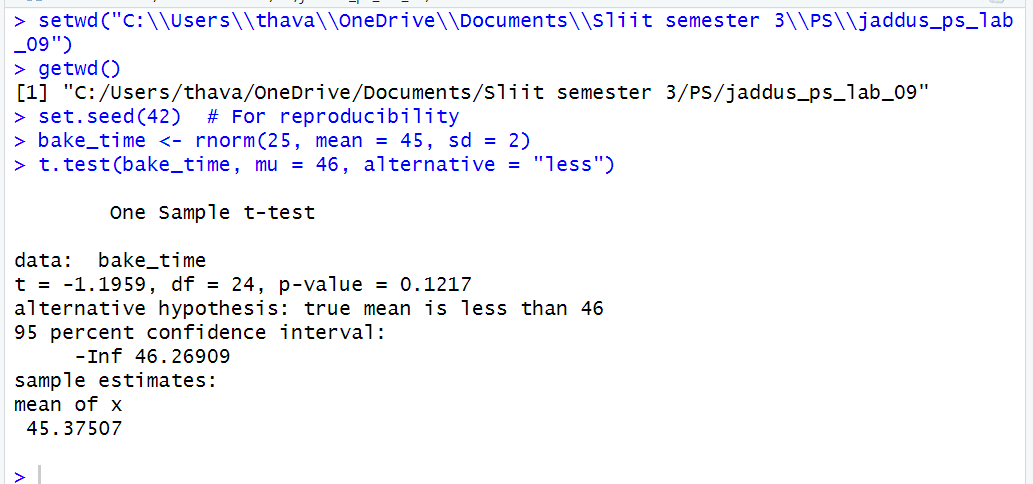 > setwd("C:\\Users\\thava\\OneDrive\\Documents\\Sliit semester 3\\PS\\jaddus_ps_lab
_09")
> getwd()
[1] "C:/Users/thava/OneDrive/Documents/Sliit semester 3/PS/jaddus_ps_lab_09"
> set.seed(42)  # For reproducibility
> bake_time <- rnorm(25, mean = 45, sd = 2)
> t.test(bake_time, mu = 46, alternative = "less")
One Sample t-test
data:  bake_time
t = -1.1959, df = 24, p-value = 0.1217
alternative hypothesis: true mean is less than 46
95 percent confidence interval:
-Inf 46.26909
sample estimates:
mean of x
45.37507
>